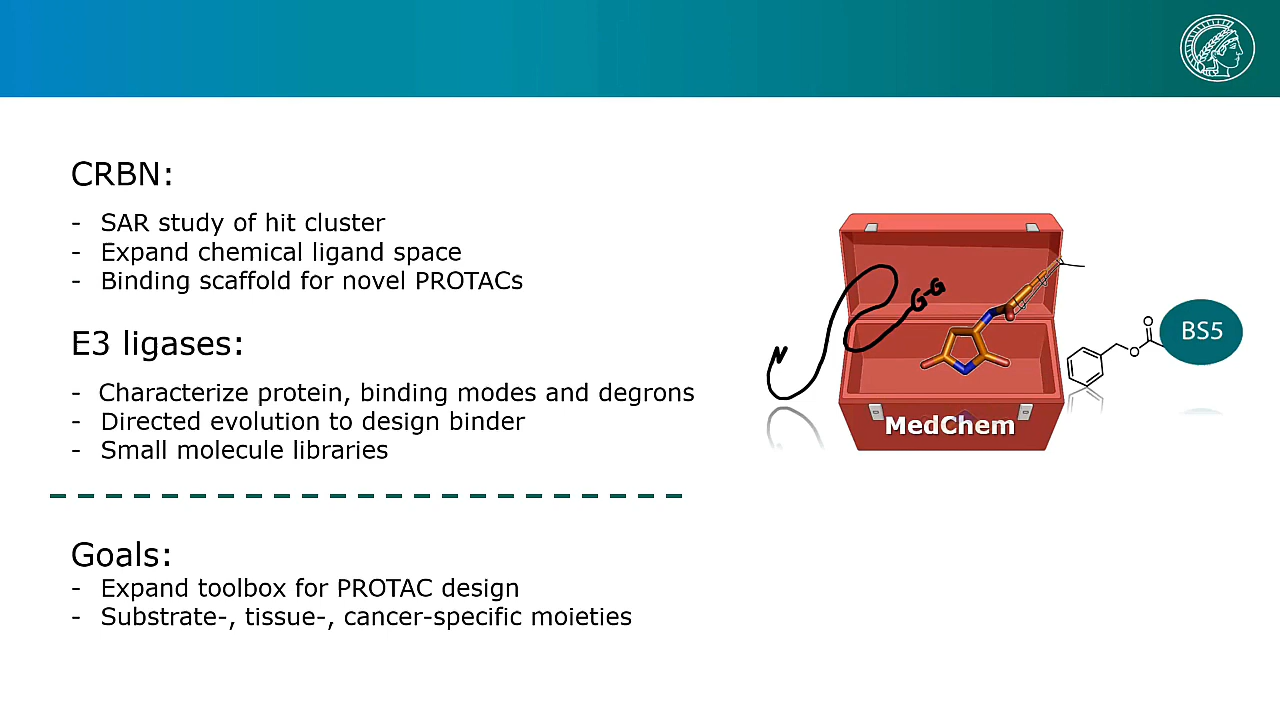 CRBN:
- SAR study of hit cluster
- Expand chemical ligand space
- Binding scaffold for novel PROTACs
E3 ligases:
- Characterize protein, binding modes and degrons
- Directed evolution to design binder
- Small molecule libraries
Goals:
- Expand toolbox for PROTAC design
- Substrate-, tissue-, cancer-specific moieties
N
G-G
MedChem
O
O
BS5